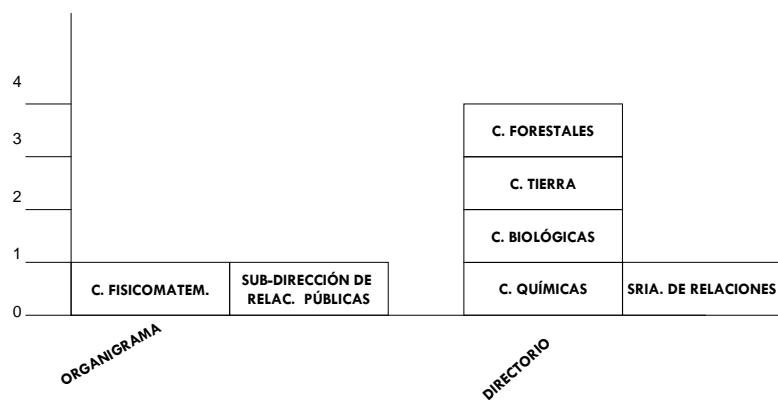 4
3
C. FORESTALES
C. TIERRA
2
C. BIOLÓGICAS
1
C. FISICOMATEM.
SUB-DIRECCIÓN DE
RELAC. PÚBLICAS
C. QUÍMICAS
SRIA. DE RELACIONES
0
ORGANIGRAMA
DIRECTORIO